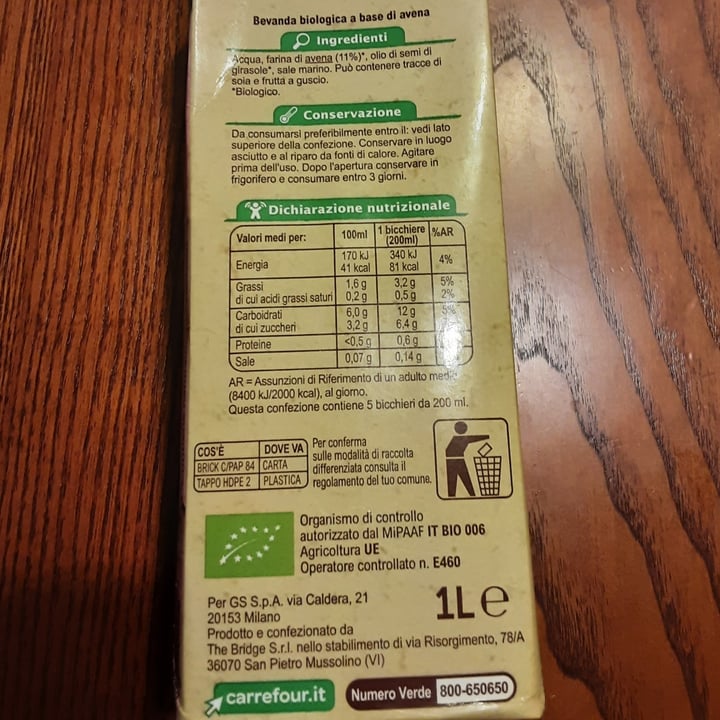 Bevanda biologica a base di avena
Ingredienti
Acqua, farina di avena (11%)*, olio di semi di
girasole*, sale marino. Può contenere tracce di
soia e frutta a guscio.
*Biologico.
Conservazione
Da consumarsi preferibilmente entro il: vedi lato
superiore della confezione. Conservare in luogo
asciutto e al riparo da fonti di calore. Agitare
prima dell'uso. Dopo l'apertura conservare in
frigorifero e consumare entro 3 giorni.
Dichiarazione nutrizionale
Valori medi per: 100ml 1 bicchiere (200ml) %AR
Energia 170 kJ 340 kJ 4%
41 kcal 81 kcal
Grassi 1,6 g 3,2 g 5%
di cui acidi grassi saturi 0,2 g 0,5 g 2%
Carboidrati 6,0 g 12 g 5%
di cui zuccheri 3,2 g 6,4 g
Proteine <0,5 g 0,6 g
Sale 0,07 g 0,14 g
AR = Assunzioni di Riferimento di un adulto medio
(8400 kJ/2000 kcal), al giorno.
Questa confezione contiene 5 bicchieri da 200 ml.
COS'È DOVE VA
BRICK C/PAP 84 CARTA
TAPPO HDPE 2 PLASTICA
Per conferma
sulle modalità di raccolta
differenziata consulta il
regolamento del tuo comune.
Organismo di controllo
autorizzato dal MiPAAF IT BIO 006
Agricoltura UE
Operatore controllato n. E460
Per GS S.p.A. via Caldera, 21
20153 Milano
1L e
Prodotto e confezionato da
The Bridge S.r.l. nello stabilimento di via Risorgimento, 78/A
36070 San Pietro Mussolino (VI)
carrefour.it Numero Verde 800-650650